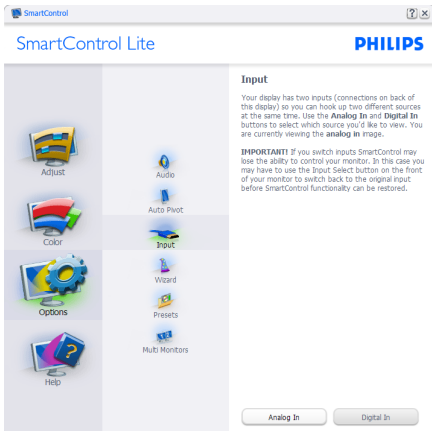 SmartControl
SmartControl Lite
PHILIPS
Adjust
Color
Options
Help
Audio
Auto Pivot
Input
Wizard
Presets
Multi Monitors
Input
Your display has two inputs (connections on back of
this display) so you can hook up two different sources
at the same time. Use the Analog In and Digital In
buttons to select which source you'd like to view. You
are currently viewing the analog in image.
IMPORTANT! If you switch inputs SmartControl may
lose the ability to control your monitor. In this case you
may have to use the Input Select button on the front
of your monitor to switch back to the original input
before SmartControl functionality can be restored.
Analog In
Digital In